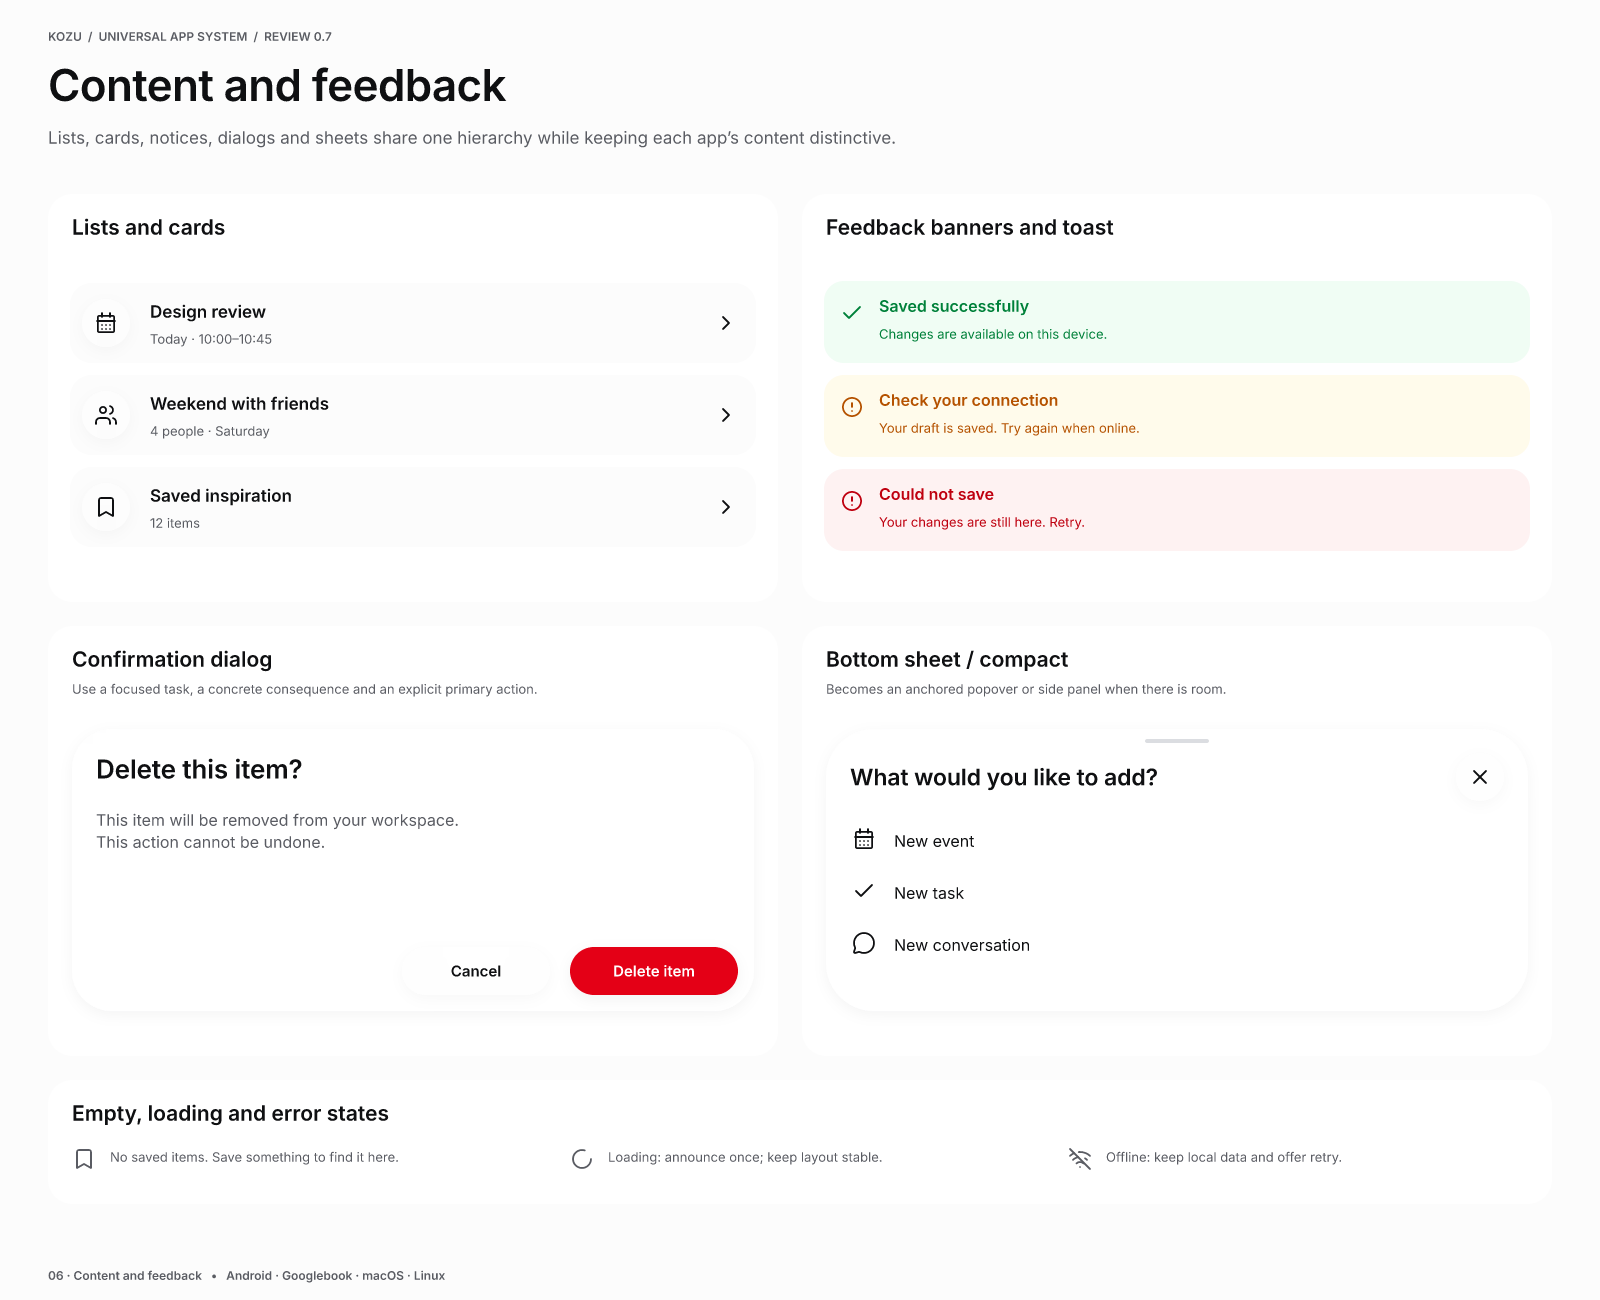 KOZU / UNIVERSAL APP SYSTEM / REVIEW 0.7
Content and feedback
Lists, cards, notices, dialogs and sheets share one hierarchy while keeping each app’s content distinctive.
Lists and cards
Design review
Today · 10:00–10:45
Weekend with friends
4 people · Saturday
Saved inspiration
12 items
Feedback banners and toast
Saved successfully
Changes are available on this device.
Check your connection
Your draft is saved. Try again when online.
Could not save
Your changes are still here. Retry.
Confirmation dialog
Use a focused task, a concrete consequence and an explicit primary action.
Delete this item?
This item will be removed from your workspace.
This action cannot be undone.
Cancel
Delete item
Bottom sheet / compact
Becomes an anchored popover or side panel when there is room.
What would you like to add?
New event
New task
New conversation
Empty, loading and error states
No saved items. Save something to find it here.
Loading: announce once; keep layout stable.
Offline: keep local data and offer retry.
06 · Content and feedback • Android · Googlebook · macOS · Linux